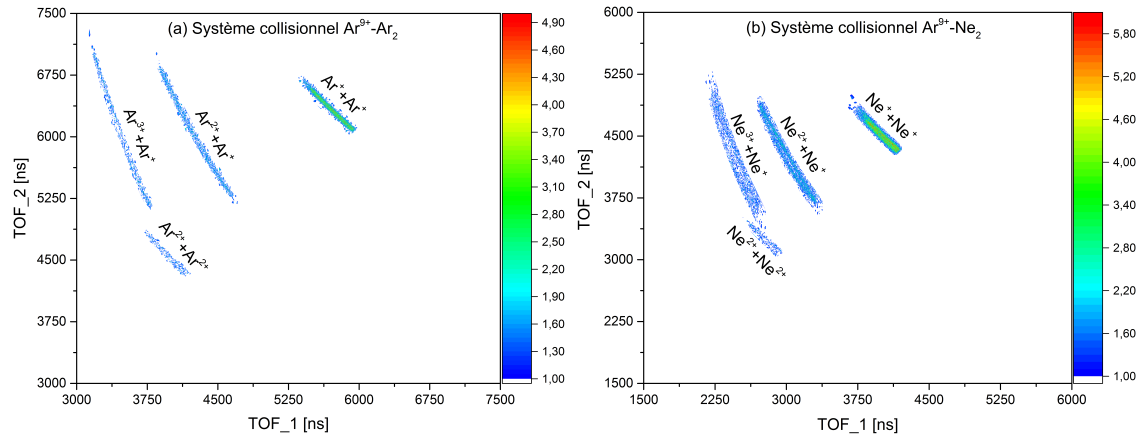 (a) Système collisionnel Ar⁹⁺-Ar₂
7500
6750
6000
5250
4500
3750
3000
TOF_2 [ns]
Ar³⁺+Ar⁺
Ar²⁺+Ar⁺
Ar⁺+Ar⁺
Ar²⁺+Ar²⁺
3000 3750 4500 5250 6000 6750 7500
TOF_1 [ns]
4,90
4,60
4,30
4,00
3,70
3,40
3,10
2,80
2,50
2,20
1,90
1,60
1,30
1,00
(b) Système collisionnel Ar⁹⁺-Ne₂
6000
5250
4500
3750
3000
2250
1500
TOF_2 [ns]
Ne³⁺+Ne⁺
Ne²⁺+Ne⁺
Ne⁺+Ne⁺
Ne²⁺+Ne²⁺
1500 2250 3000 3750 4500 5250 6000
TOF_1 [ns]
5,80
5,20
4,60
4,00
3,40
2,80
2,20
1,60
1,00